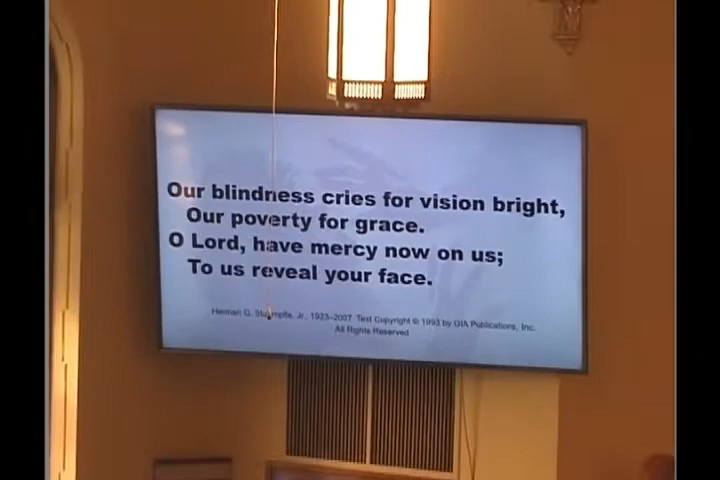 Our blindness cries for vision bright,
Our poverty for grace.
O Lord, have mercy now on us;
To us reveal your face.
Herman G. Stuempfle, Jr., 1923-2007 Text Copyright © 1993 by GIA Publications, Inc.
All Rights Reserved